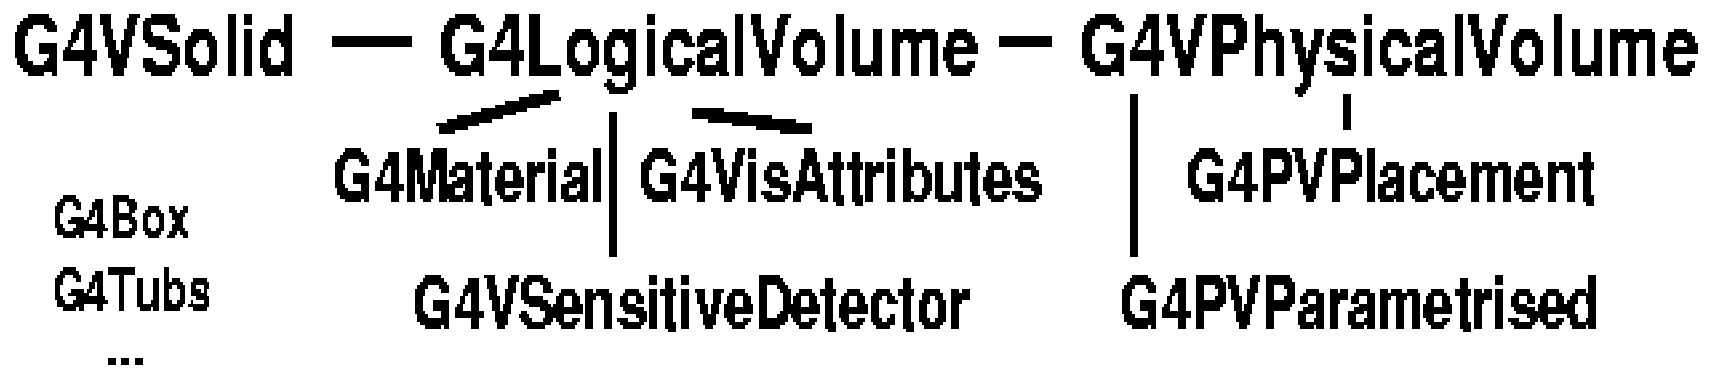 G4VSolid — G4LogicalVolume — G4VPhysicalVolume
G4Material G4VisAttributes G4PVPlacement
G4Box
G4Tubs
G4VSensitiveDetector G4PVParametrised
...